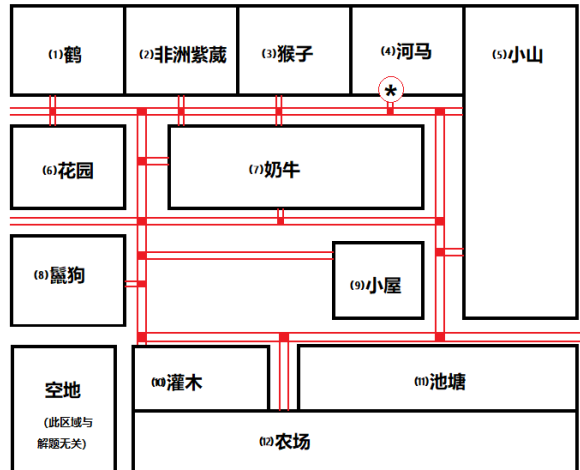 (1)鹤
(2)非洲紫葳
(3)猴子
(4)河马
(5)小山
*
(6)花园
(7)奶牛
(8)鬣狗
(9)小屋
空地
(此区域与
解题无关)
(10)灌木
(11)池塘
(12)农场